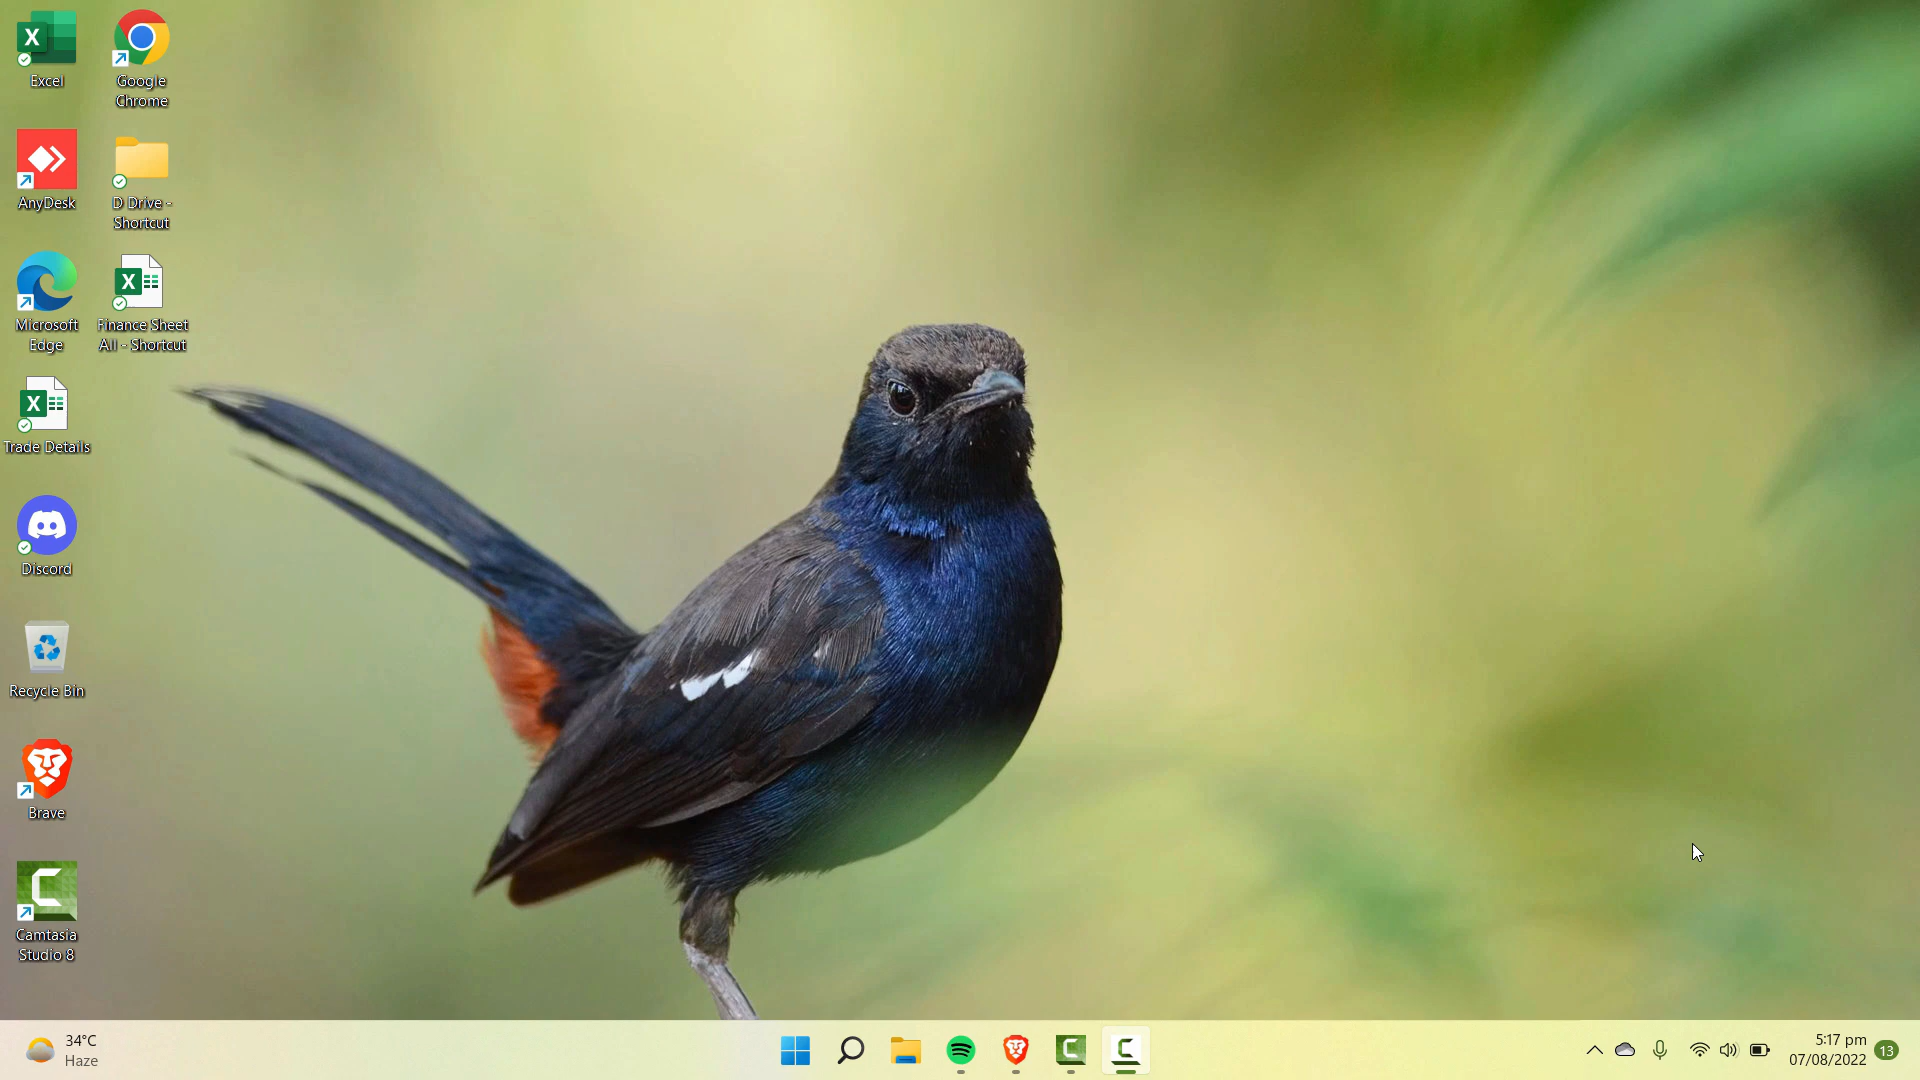 Excel
Google
Chrome
AnyDesk
D Drive -
Shortcut
Microsoft
Edge
Finance Sheet
All - Shortcut
Trade Details
Discord
Recycle Bin
Brave
Camtasia
Studio 8
34°C
Haze
5:17 pm
07/08/2022
13